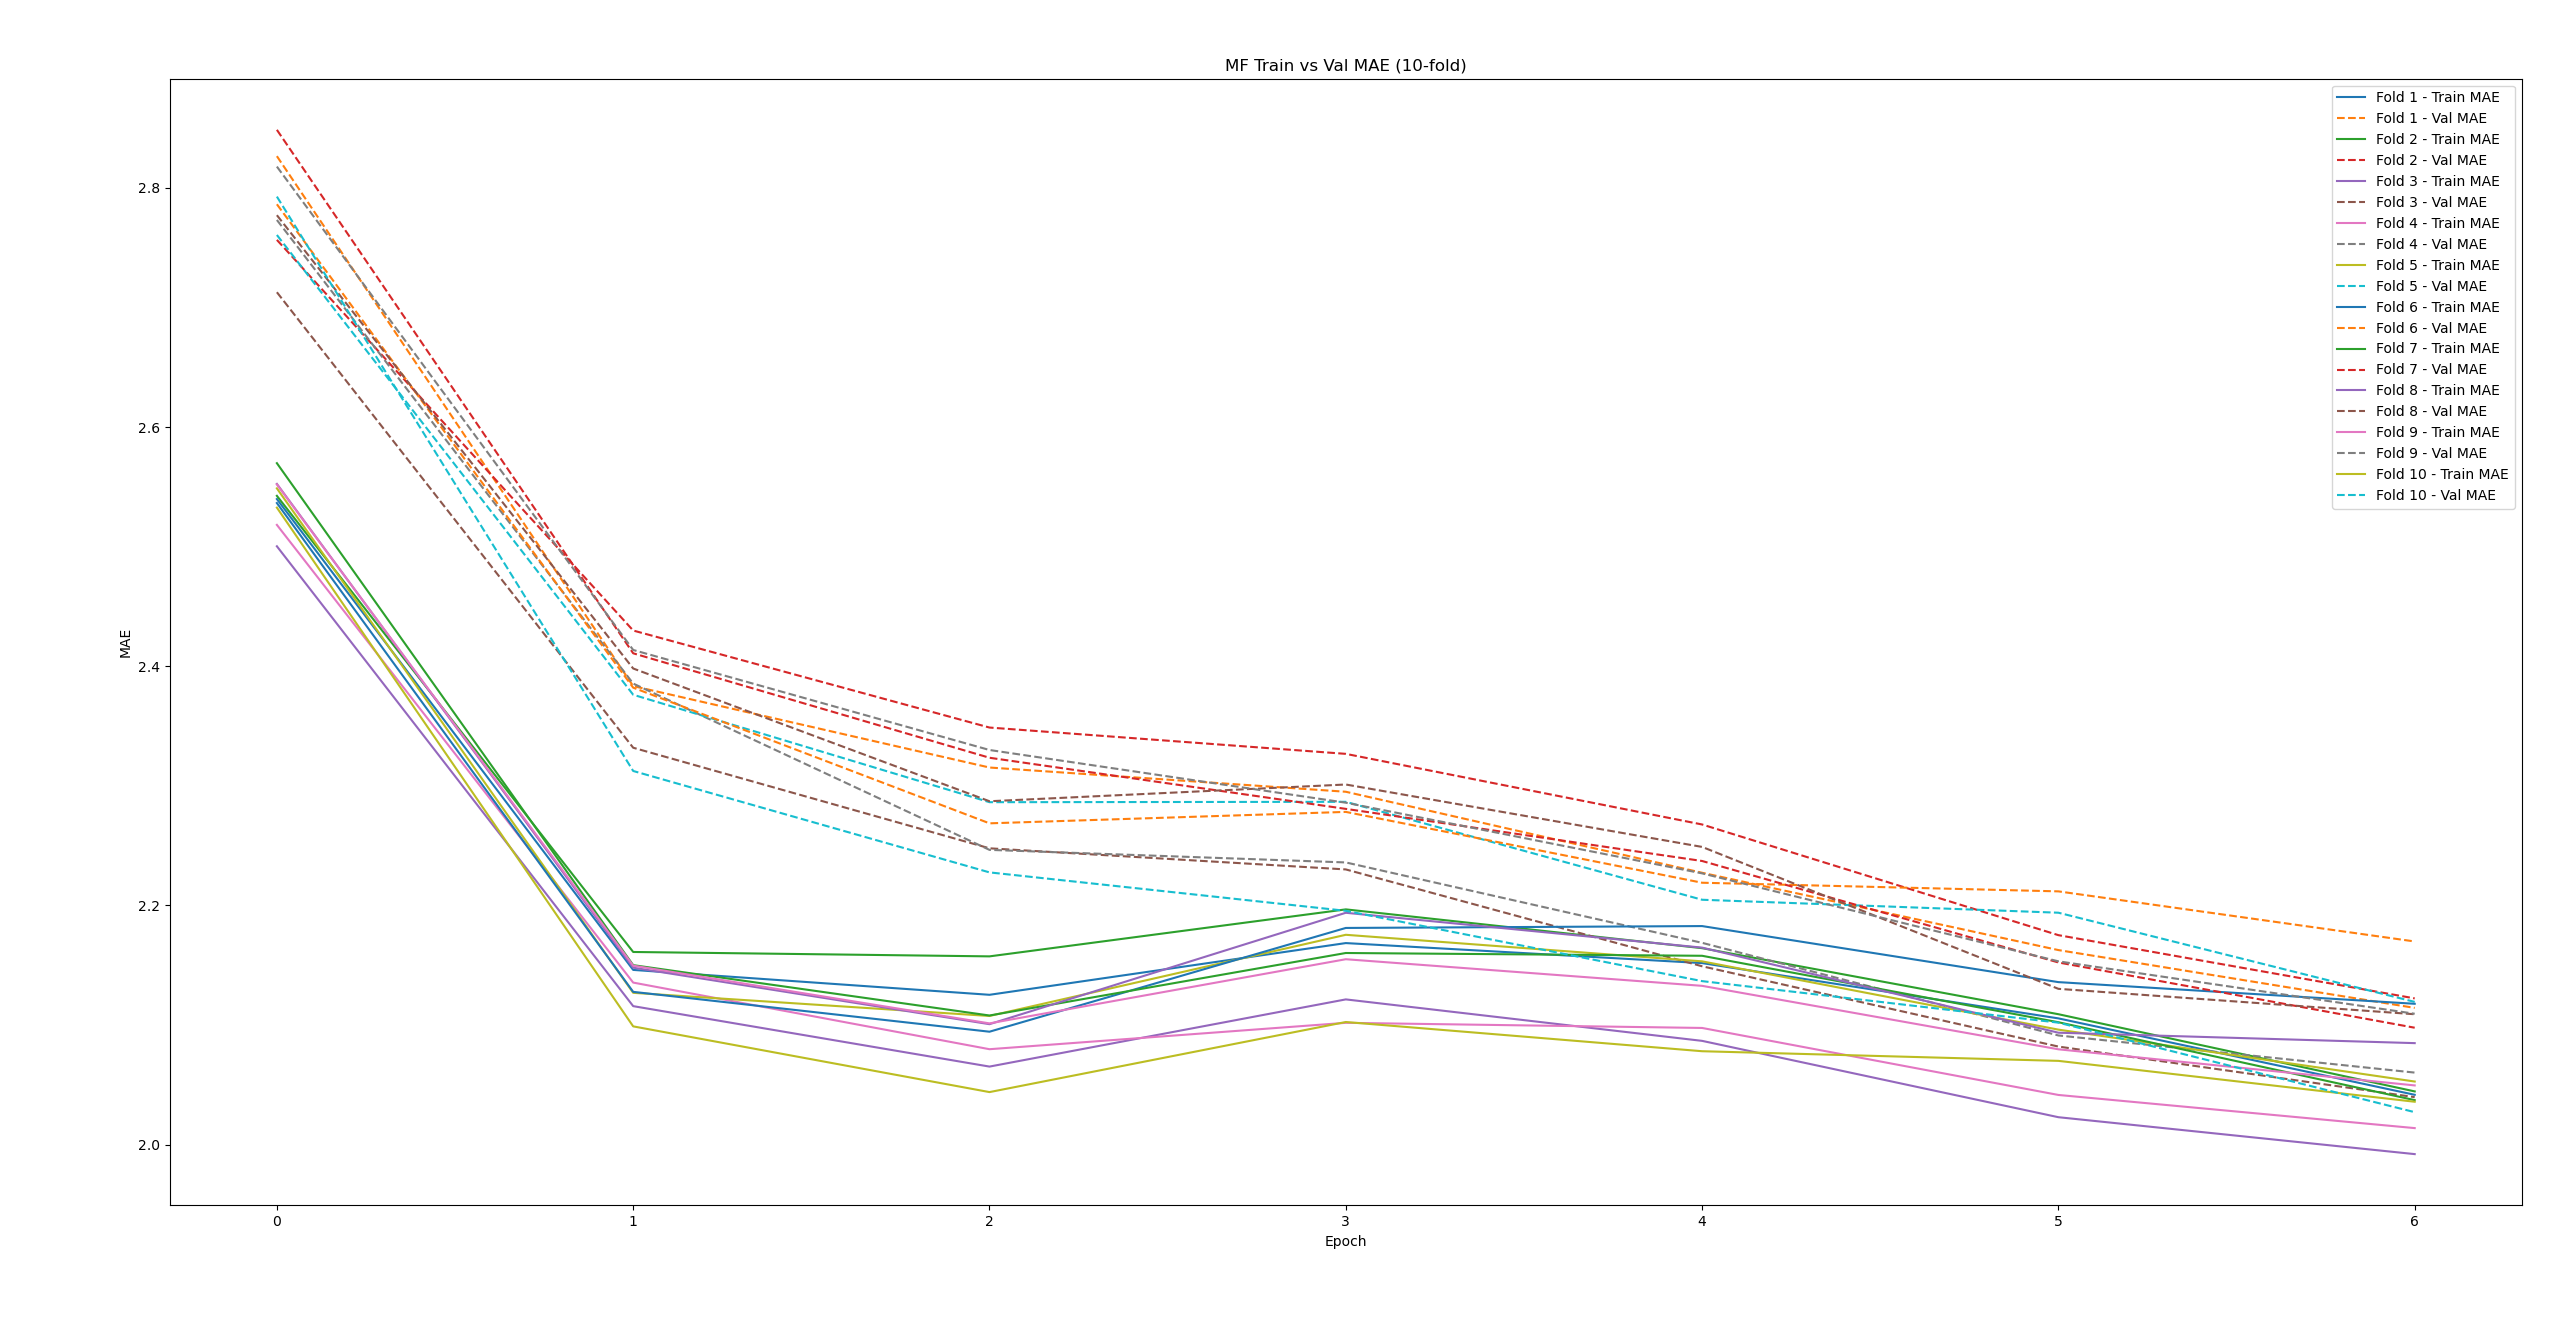 MF Train vs Val MAE (10-fold)
Fold 1 - Train MAE
Fold 1 - Val MAE
Fold 2 - Train MAE
Fold 2 - Val MAE
Fold 3 - Train MAE
Fold 3 - Val MAE
Fold 4 - Train MAE
Fold 4 - Val MAE
Fold 5 - Train MAE
Fold 5 - Val MAE
Fold 6 - Train MAE
Fold 6 - Val MAE
Fold 7 - Train MAE
Fold 7 - Val MAE
Fold 8 - Train MAE
Fold 8 - Val MAE
Fold 9 - Train MAE
Fold 9 - Val MAE
Fold 10 - Train MAE
Fold 10 - Val MAE
MAE
2.8
2.6
2.4
2.2
2.0
0 1 2 3 4 5 6
Epoch